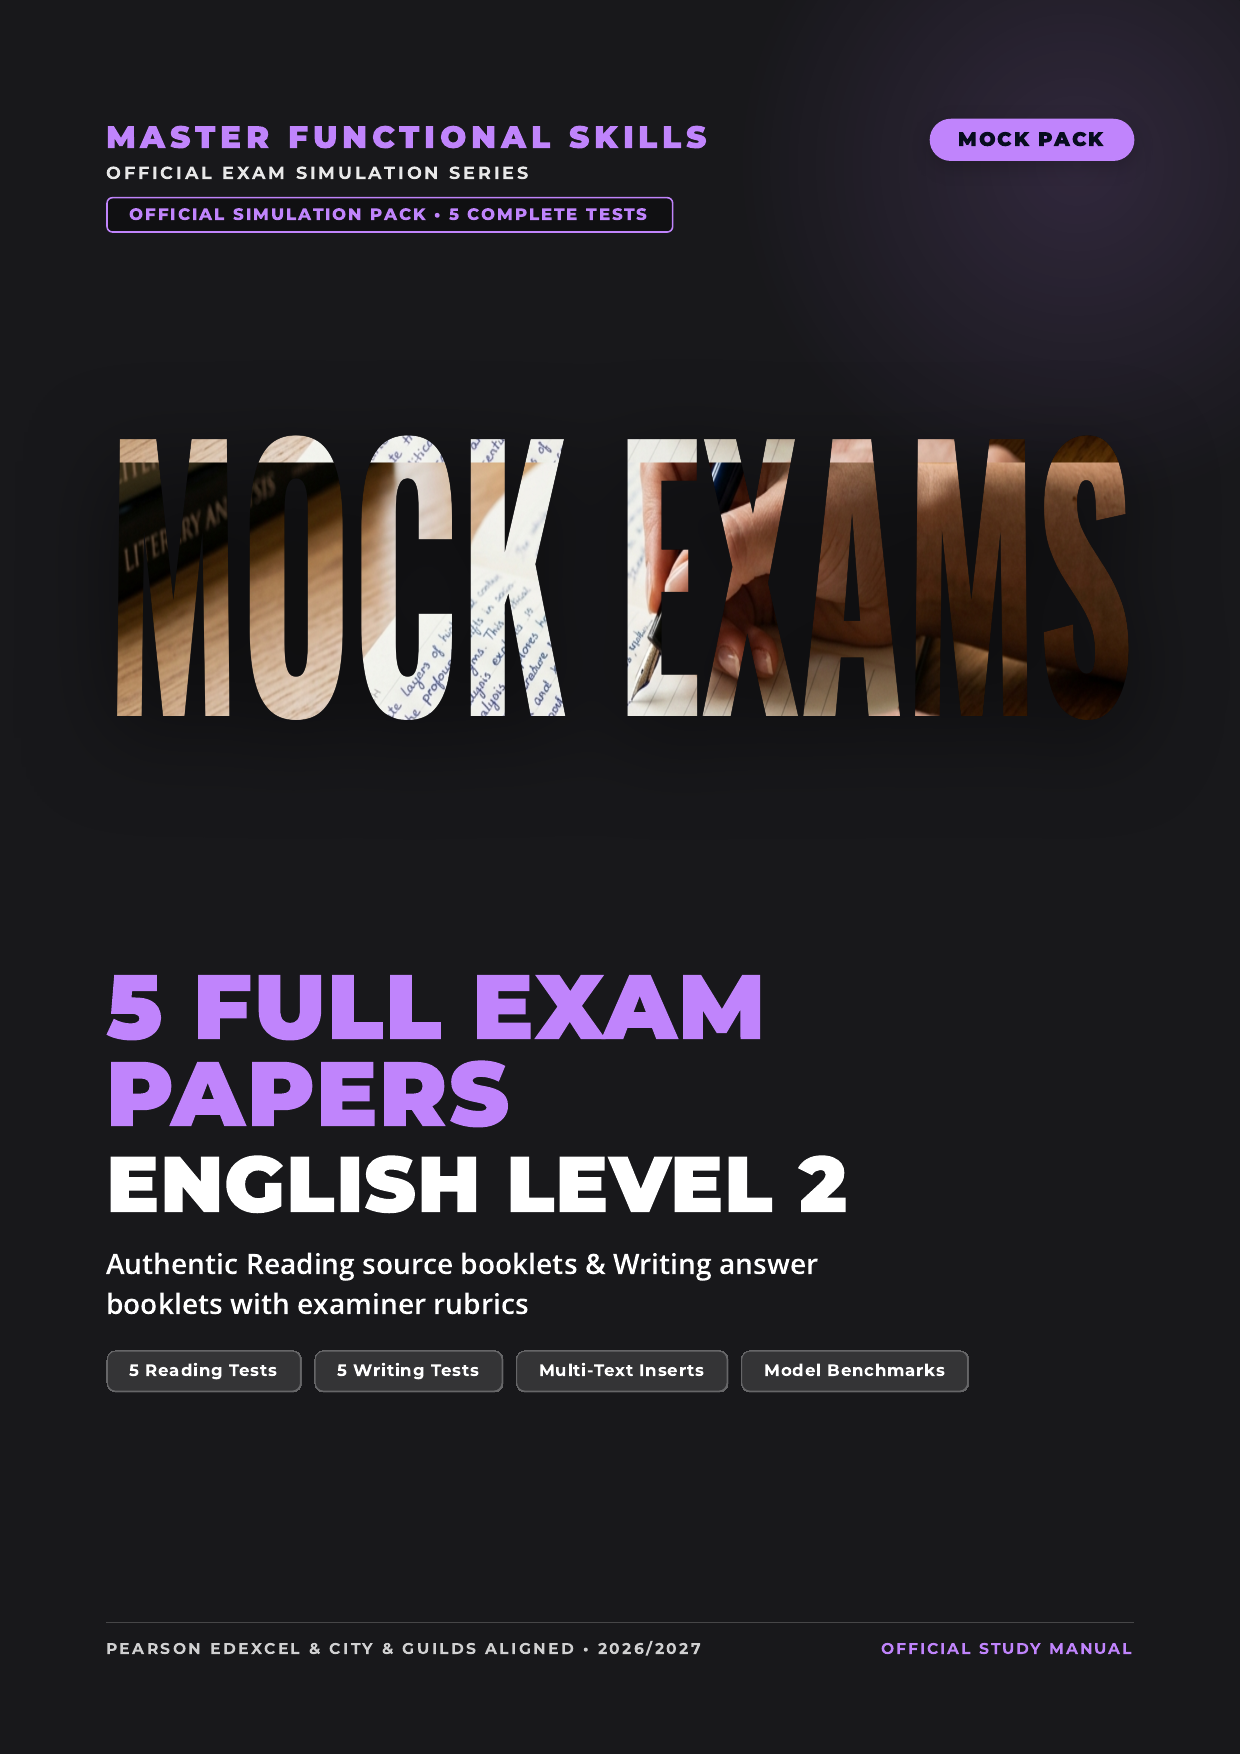 MASTER FUNCTIONAL SKILLS
MOCK PACK
OFFICIAL EXAM SIMULATION SERIES
OFFICIAL SIMULATION PACK • 5 COMPLETE TESTS
MOCK EXAMS
5 FULL EXAM
PAPERS
ENGLISH LEVEL 2
Authentic Reading source booklets & Writing answer
booklets with examiner rubrics
5 Reading Tests
5 Writing Tests
Multi-Text Inserts
Model Benchmarks
PEARSON EDEXCEL & CITY & GUILDS ALIGNED • 2026/2027
OFFICIAL STUDY MANUAL